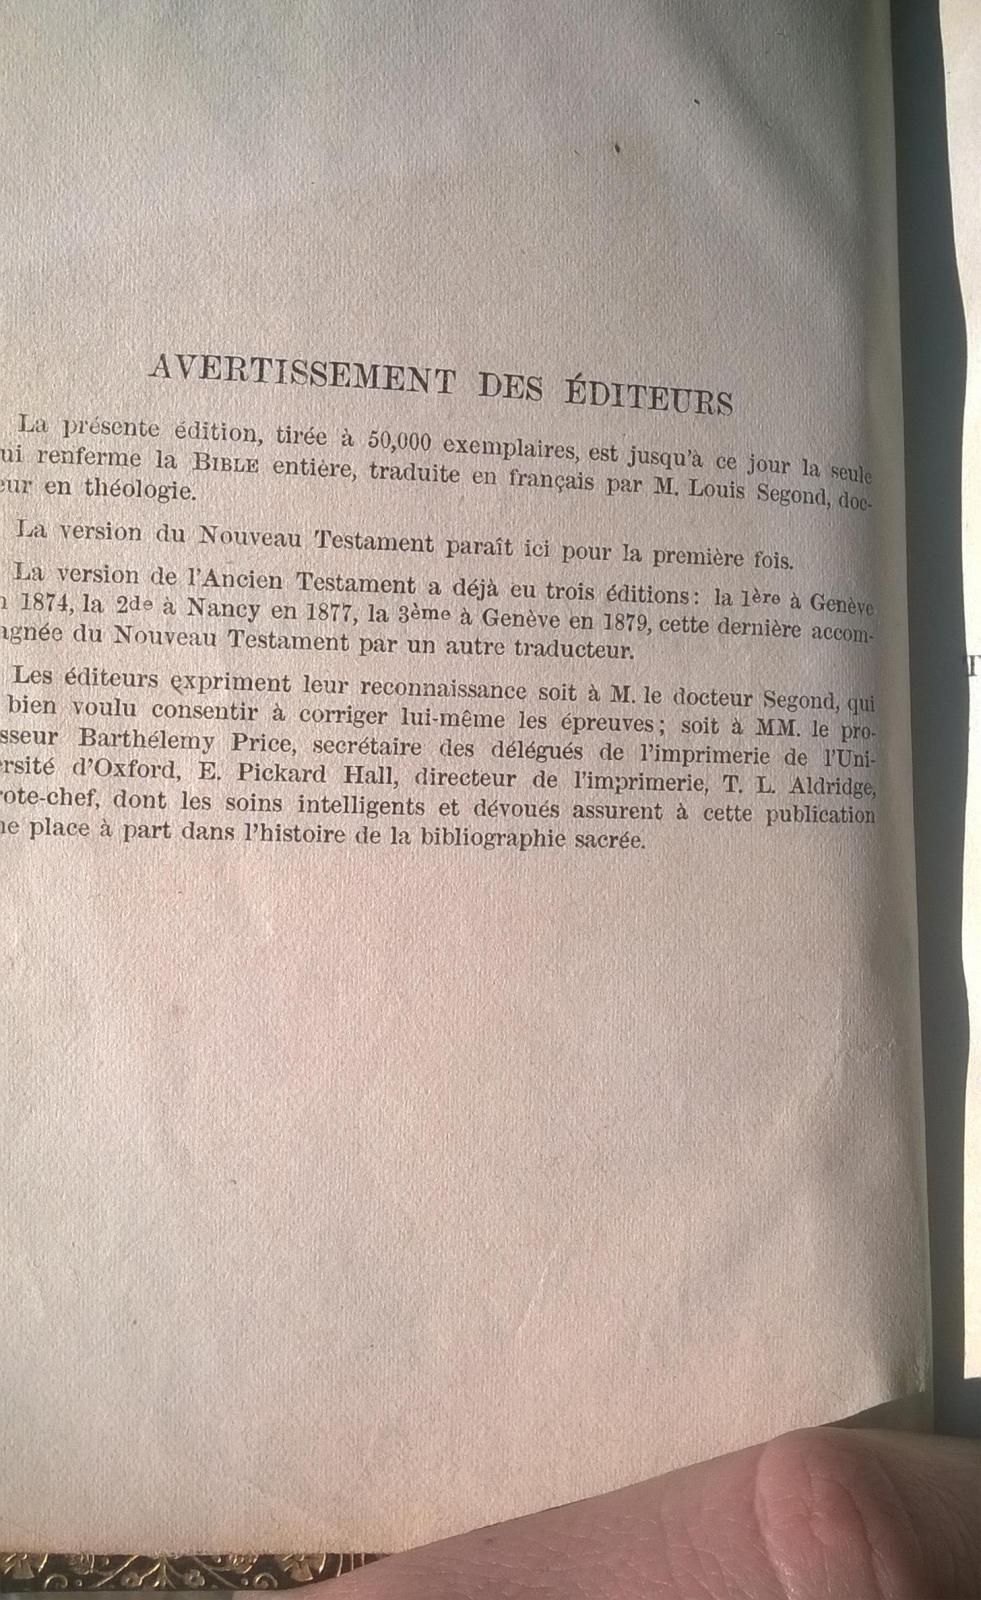 AVERTISSEMENT DES ÉDITEURS
La présente édition, tirée à 50,000 exemplaires, est jusqu'à ce jour la seule
ui renferme la BIBLE entière, traduite en français par M. Louis Segond, doc-
eur en théologie.
La version du Nouveau Testament paraît ici pour la première fois.
La version de l'Ancien Testament a déjà eu trois éditions: la 1ère à Genève
1874, la 2de à Nancy en 1877, la 3ème à Genève en 1879, cette dernière accom-
agnée du Nouveau Testament par un autre traducteur.
Les éditeurs expriment leur reconnaissance soit à M. le docteur Segond, qui
bien voulu consentir à corriger lui-même les épreuves; soit à MM. le pro-
sseur Barthélemy Price, secrétaire des délégués de l'imprimerie de l'Uni-
rsité d'Oxford, E. Pickard Hall, directeur de l'imprimerie, T. L. Aldridge,
rote-chef, dont les soins intelligents et dévoués assurent à cette publication
ne place à part dans l'histoire de la bibliographie sacrée.
T